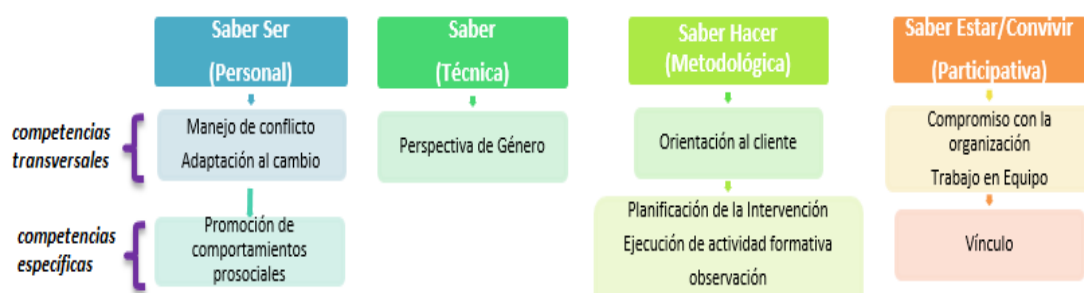 Saber Ser
(Personal)
Saber
(Técnica)
Saber Hacer
(Metodológica)
Saber Estar/Convivir
(Participativa)
competencias
transversales
Manejo de conflicto
Adaptación al cambio
Perspectiva de Género
Orientación al cliente
Compromiso con la
organización
Trabajo en Equipo
competencias
específicas
Promoción de
comportamientos
prosociales
Planificación de la Intervención
Ejecución de actividad formativa
observación
Vínculo